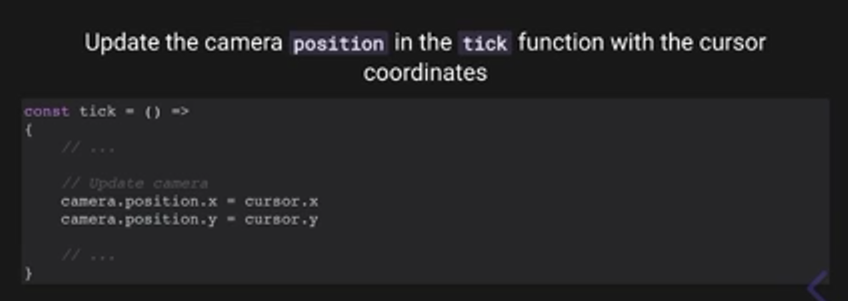 Update the camera position in the tick function with the cursor
coordinates
const tick = () =>
{
    // ...
    // Update camera
    camera.position.x = cursor.x
    camera.position.y = cursor.y
    // ...
}